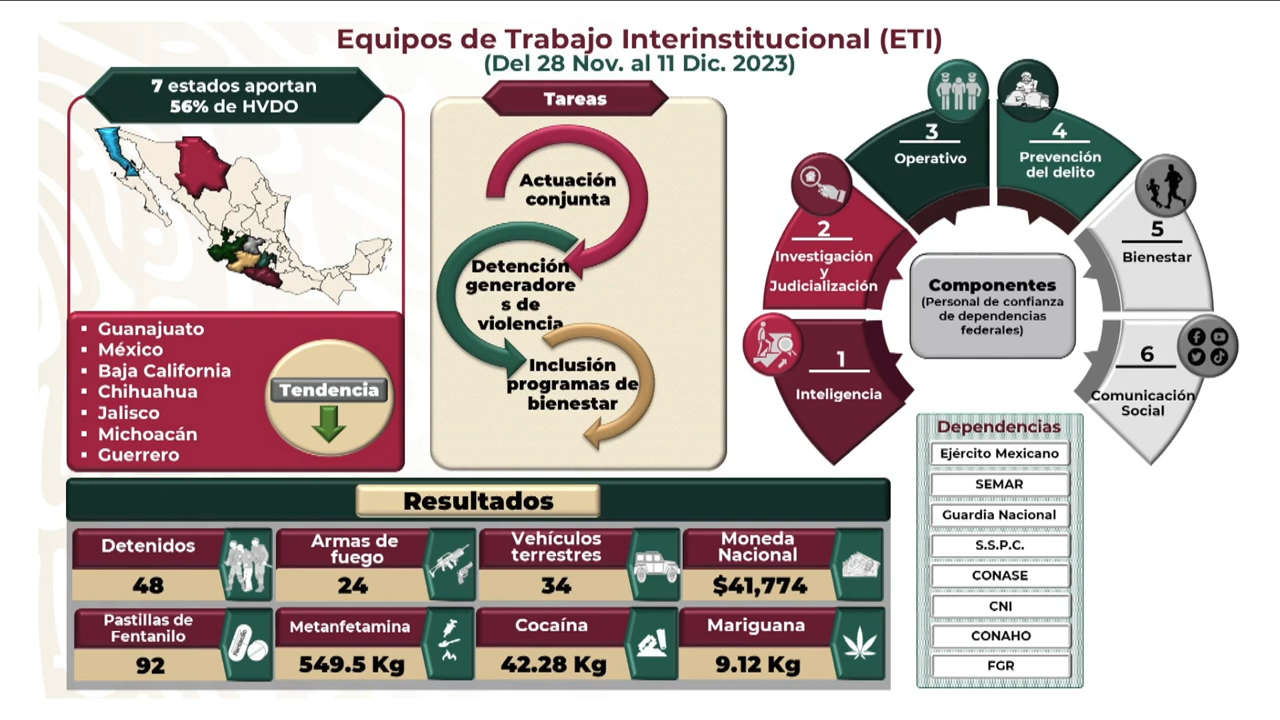 Equipos de Trabajo Interinstitucional (ETI)
(Del 28 Nov. al 11 Dic. 2023)
7 estados aportan
56% de HVDO
Guanajuato
México
Baja California
Chihuahua
Jalisco
Michoacán
Guerrero
Tendencia
Tareas
Actuación
conjunta
Detención
generadore
s de
violencia
Inclusión
programas de
bienestar
1
Inteligencia
2
Investigación
y
Judicialización
3
Operativo
4
Prevención
del delito
5
Bienestar
6
Comunicación
Social
Componentes
(Personal de confianza
de dependencias
federales)
Dependencias
Ejército Mexicano
SEMAR
Guardia Nacional
S.S.P.C.
CONASE
CNI
CONAHO
FGR
Resultados
Detenidos
48
Armas de
fuego
24
Vehículos
terrestres
34
Moneda
Nacional
$41,774
Pastillas de
Fentanilo
92
Metanfetamina
549.5 Kg
Cocaína
42.28 Kg
Mariguana
9.12 Kg